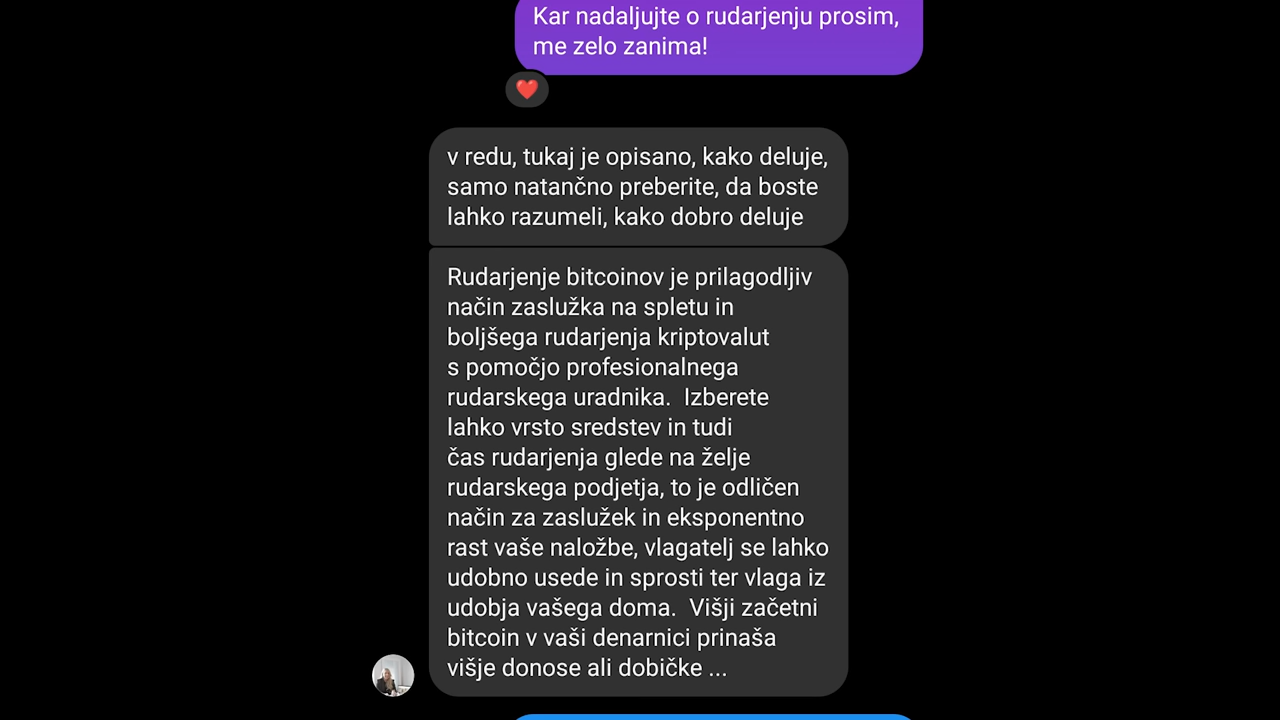 Kar nadaljujte o rudarjenju prosim,
me zelo zanima!
v redu, tukaj je opisano, kako deluje,
samo natančno preberite, da boste
lahko razumeli, kako dobro deluje
Rudarjenje bitcoinov je prilagodljiv
način zaslužka na spletu in
boljšega rudarjenja kriptovalut
s pomočjo profesionalnega
rudarskega uradnika.  Izberete
lahko vrsto sredstev in tudi
čas rudarjenja glede na želje
rudarskega podjetja, to je odličen
način za zaslužek in eksponentno
rast vaše naložbe, vlagatelj se lahko
udobno usede in sprosti ter vlaga iz
udobja vašega doma.  Višji začetni
bitcoin v vaši denarnici prinaša
višje donose ali dobičke ...